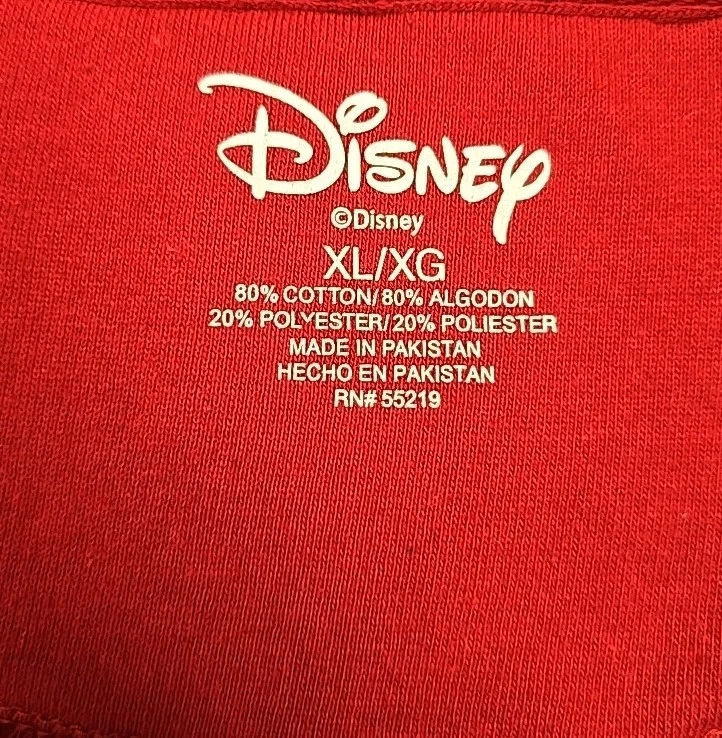 Disney
©Disney
XL/XG
80% COTTON/80% ALGODON
20% POLYESTER/20% POLIESTER
MADE IN PAKISTAN
HECHO EN PAKISTAN
RN# 55219